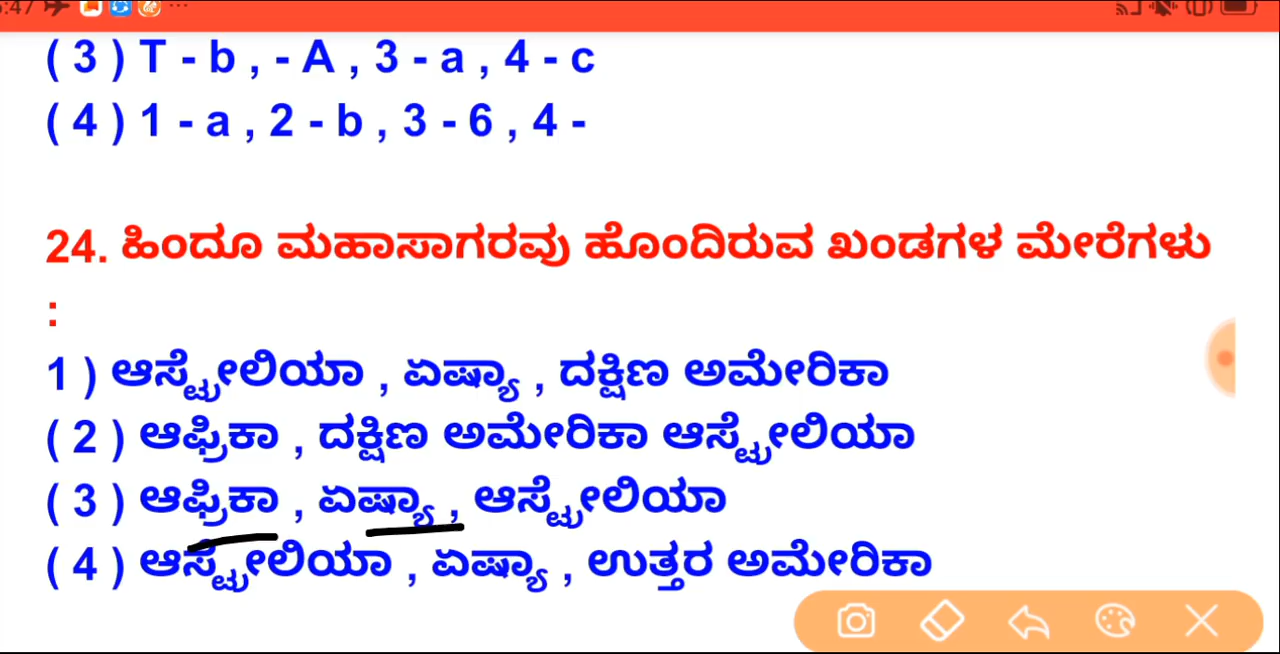 :47 ...
( 3 ) T - b , - A , 3 - a , 4 - c
( 4 ) 1 - a , 2 - b , 3 - 6 , 4 -
24. ಹಿಂದೂ ಮಹಾಸಾಗರವು ಹೊಂದಿರುವ ಖಂಡಗಳ ಮೇರೆಗಳು
:
1 ) ಆಸ್ಟ್ರೇಲಿಯಾ , ಏಷ್ಯಾ , ದಕ್ಷಿಣ ಅಮೇರಿಕಾ
( 2 ) ಆಫ್ರಿಕಾ , ದಕ್ಷಿಣ ಅಮೇರಿಕಾ ಆಸ್ಟ್ರೇಲಿಯಾ
( 3 ) ಆಫ್ರಿಕಾ , ಏಷ್ಯಾ , ಆಸ್ಟ್ರೇಲಿಯಾ
( 4 ) ಆಸ್ಟ್ರೇಲಿಯಾ , ಏಷ್ಯಾ , ಉತ್ತರ ಅಮೇರಿಕಾ